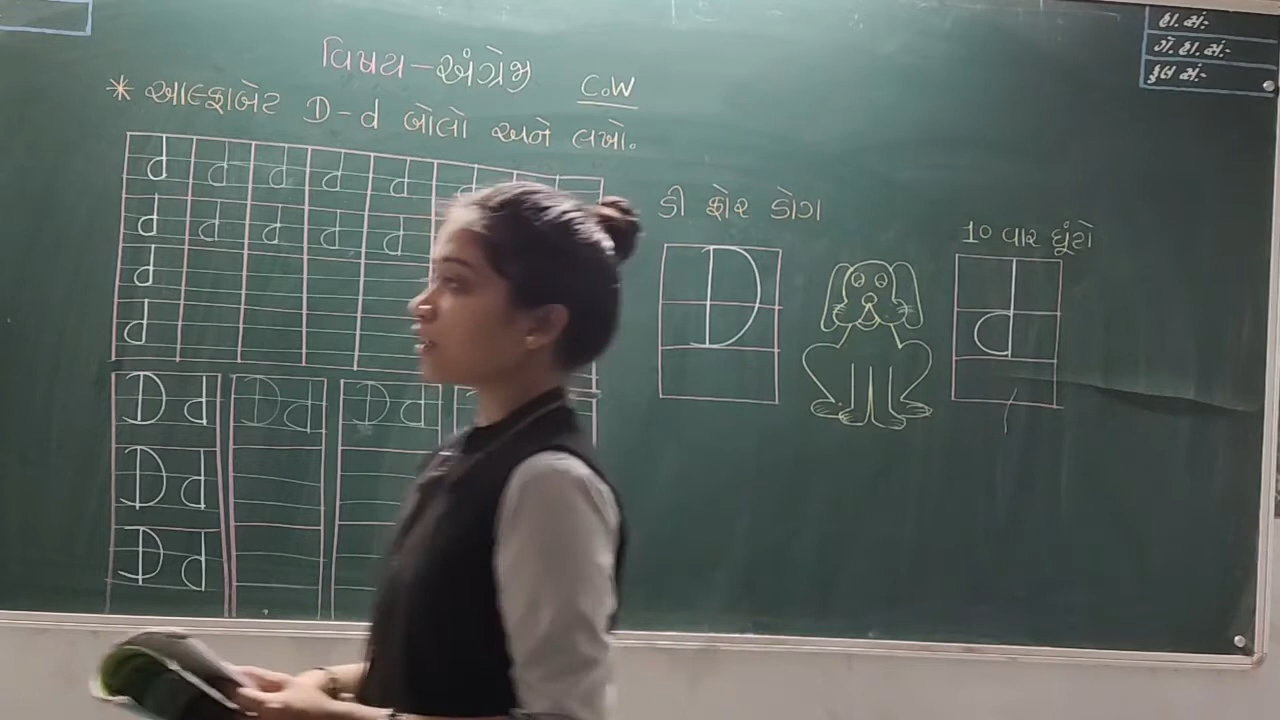 હા.સં:-
ગે.હા.સં:-
કુલ સં:-
વિષય - અંગ્રેજી C.W
* આલ્ફાબેટ D-d બોલો અને લખો.
d d d d d
d d d d d
d
d
D d D d D d
D d
D d
ડી ફોર ડોગ
D
10 વાર ઘૂંટો
d